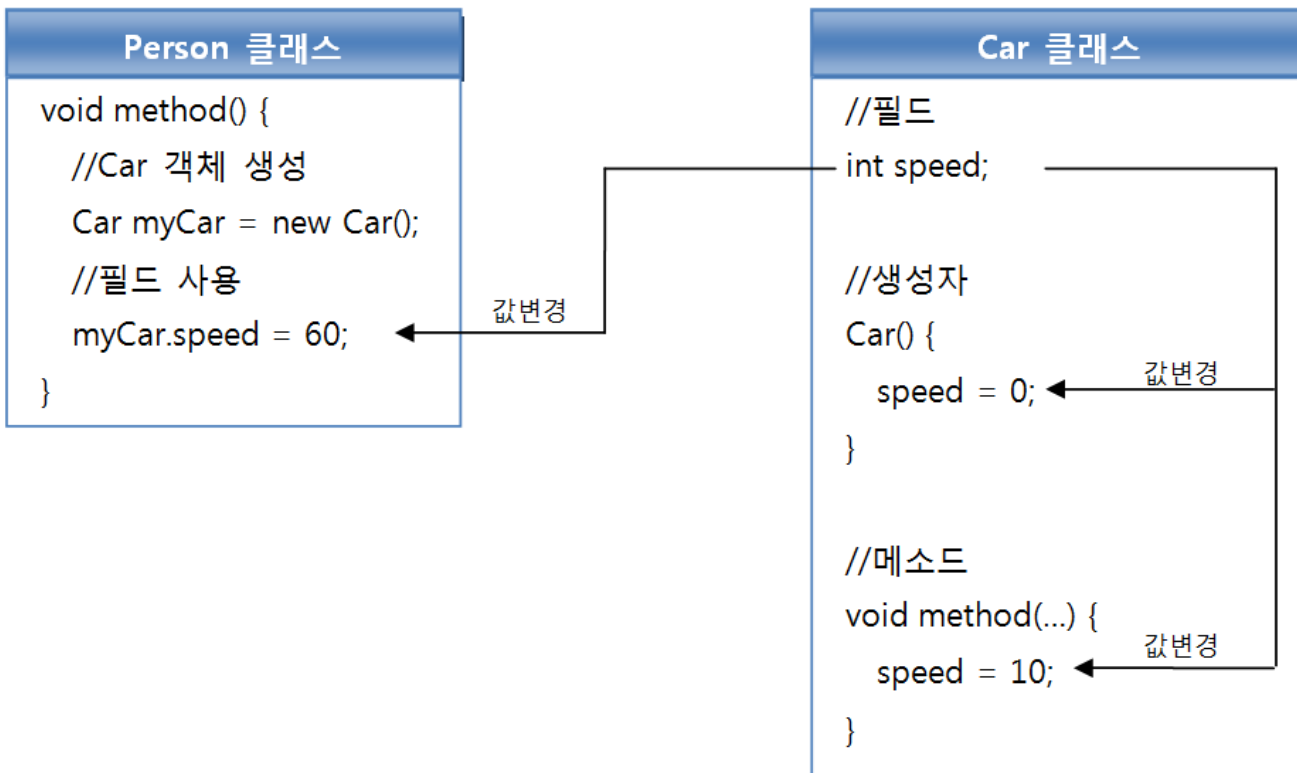 Person 클래스
void method() {
//Car 객체 생성
Car myCar = new Car();
//필드 사용
myCar.speed = 60;
}
값변경
Car 클래스
//필드
int speed;
//생성자
Car() {
speed = 0;
값변경
}
//메소드
void method(...) {
speed = 10;
값변경
}